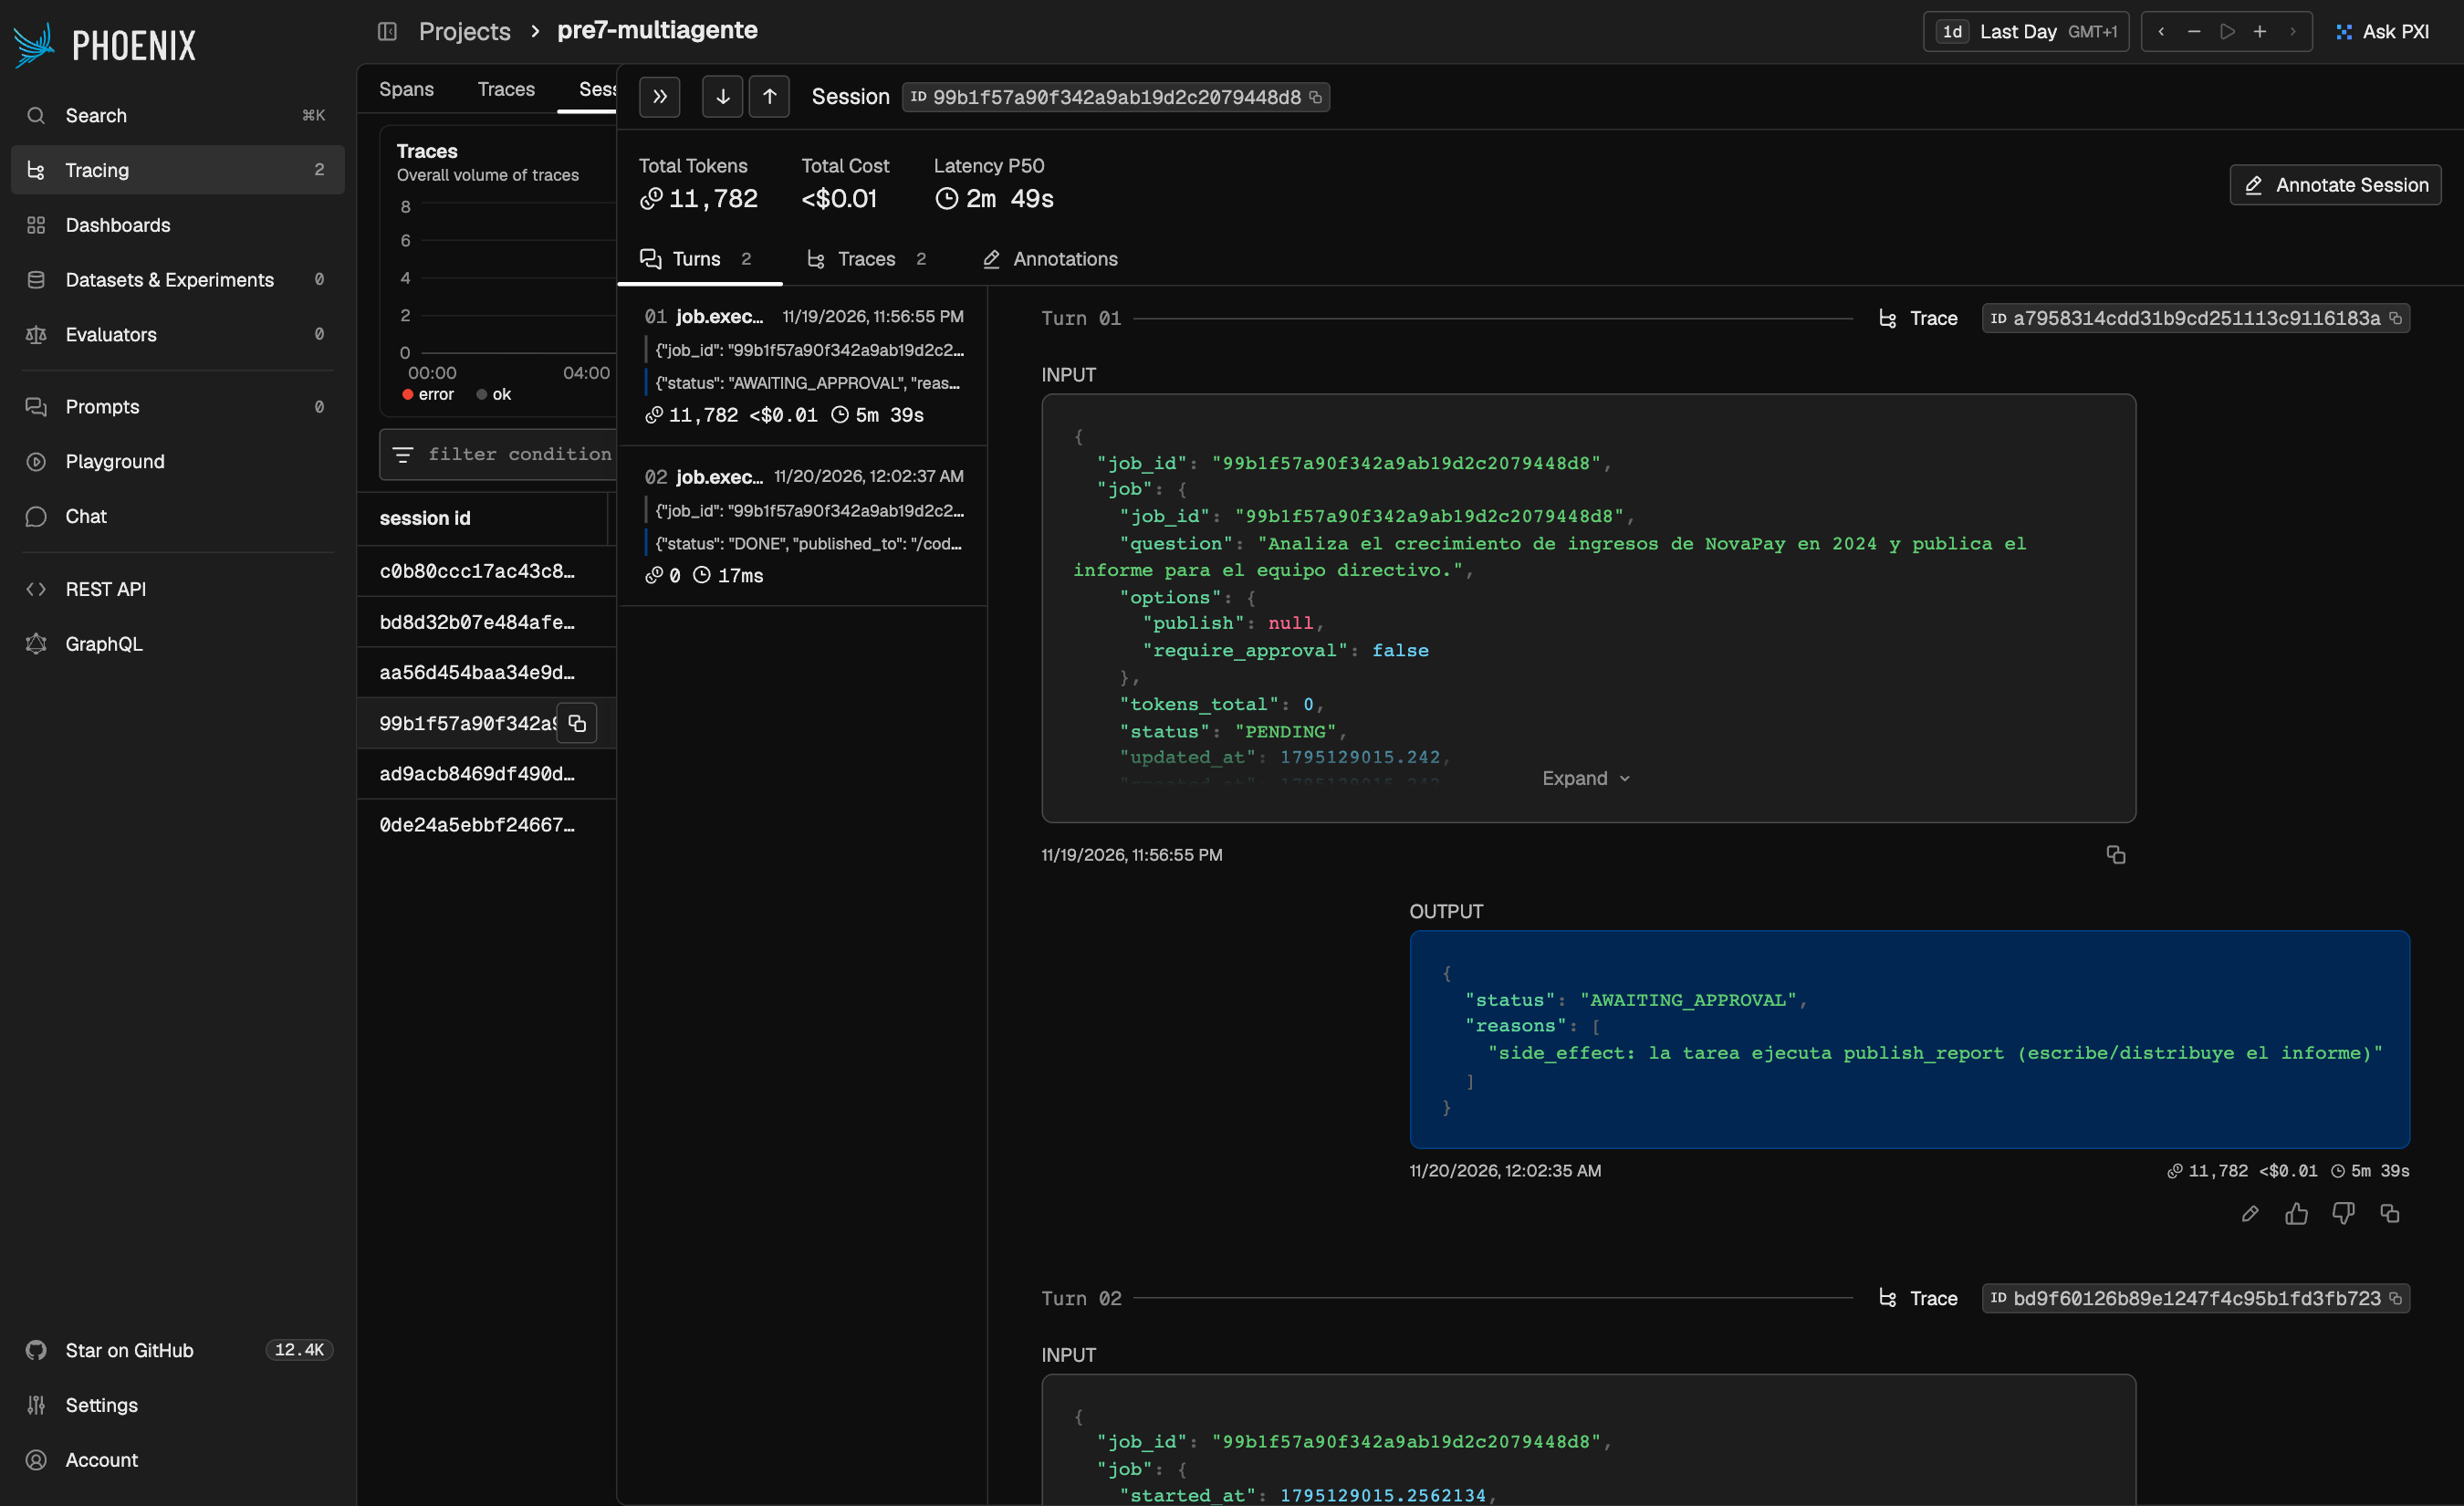 PHOENIX
Search ⌘K
Tracing 2
Dashboards
Datasets & Experiments 0
Evaluators 0
Prompts 0
Playground
Chat
REST API
GraphQL
Star on GitHub 12.4K
Settings
Account
Projects › pre7-multiagente
1d Last Day GMT+1
Ask PXI
Spans Traces Sess
Traces
Overall volume of traces
8
6
4
2
0
00:00 04:00
error ok
filter condition
session id
c0b80ccc17ac43c8…
bd8d32b07e484afe…
aa56d454baa34e9d…
99b1f57a90f342a9
ad9acb8469df490d…
0de24a5ebbf24667…
Session ID 99b1f57a90f342a9ab19d2c2079448d8
Total Tokens Total Cost Latency P50
11,782 <$0.01 2m 49s
Annotate Session
Turns 2 Traces 2 Annotations
01 job.exec… 11/19/2026, 11:56:55 PM
{"job_id": "99b1f57a90f342a9ab19d2c2…
{"status": "AWAITING_APPROVAL", "reas…
11,782 <$0.01 5m 39s
02 job.exec… 11/20/2026, 12:02:37 AM
{"job_id": "99b1f57a90f342a9ab19d2c2…
{"status": "DONE", "published_to": "/cod…
0 17ms
Turn 01 Trace ID a7958314cdd31b9cd251113c9116183a
INPUT
{
"job_id": "99b1f57a90f342a9ab19d2c2079448d8",
"job": {
"job_id": "99b1f57a90f342a9ab19d2c2079448d8",
"question": "Analiza el crecimiento de ingresos de NovaPay en 2024 y publica el
informe para el equipo directivo.",
"options": {
"publish": null,
"require_approval": false
},
"tokens_total": 0,
"status": "PENDING",
"updated_at": 1795129015.242,
Expand
11/19/2026, 11:56:55 PM
OUTPUT
{
"status": "AWAITING_APPROVAL",
"reasons": [
"side_effect: la tarea ejecuta publish_report (escribe/distribuye el informe)"
]
}
11/20/2026, 12:02:35 AM 11,782 <$0.01 5m 39s
Turn 02 Trace ID bd9f60126b89e1247f4c95b1fd3fb723
INPUT
{
"job_id": "99b1f57a90f342a9ab19d2c2079448d8",
"job": {
"started_at": 1795129015.2562134,